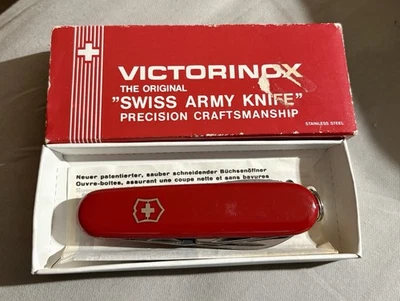 VICTORINOX
THE ORIGINAL
"SWISS ARMY KNIFE"
PRECISION CRAFTSMANSHIP
STAINLESS STEEL
Neuer patentierter, sauber schneidender Büchsenöffner
Ouvre-boîtes, assurant une coupe nette et sans bavures